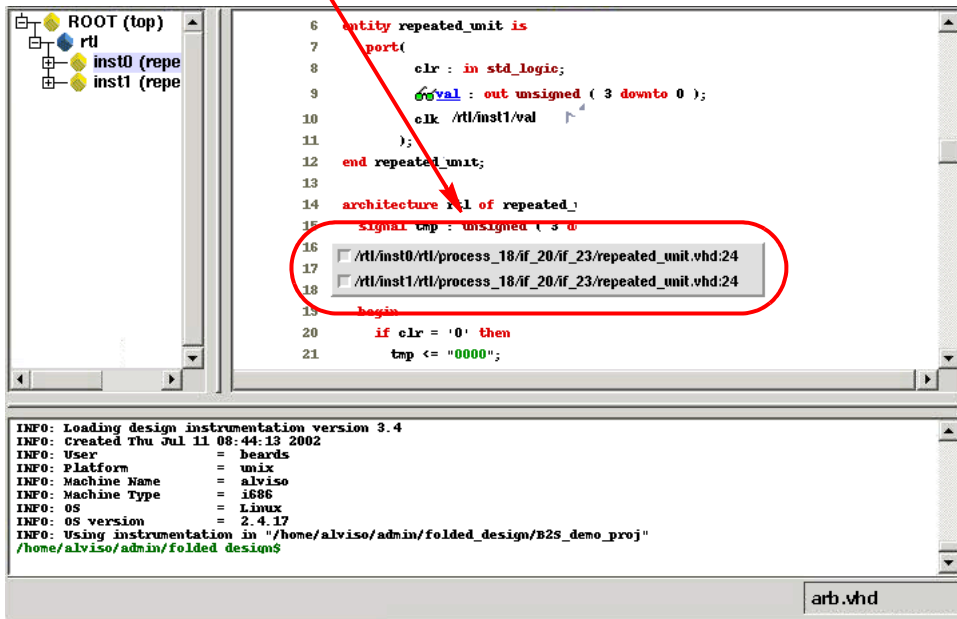 ROOT (top)
rtl
inst0 (repe
inst1 (repe
6 entity repeated_unit is
7 port(
8 clr : in std_logic;
9 val : out unsigned ( 3 downto 0 );
10 clk /rtl/inst1/val
11 );
12 end repeated_unit;
13
14 architecture rtl of repeated_
15 signal tmp : unsigned ( 3 d
16
/rtl/inst0/rtl/process_18/if_20/if_23/repeated_unit.vhd:24
17
/rtl/inst1/rtl/process_18/if_20/if_23/repeated_unit.vhd:24
18
19 begin
20 if clr = '0' then
21 tmp <= "0000";
INFO: Loading design instrumentation version 3.4
INFO: Created Thu Jul 11 08:44:13 2002
INFO: User = beards
INFO: Platform = unix
INFO: Machine Name = alviso
INFO: Machine Type = i686
INFO: OS = Linux
INFO: OS version = 2.4.17
INFO: Using instrumentation in "/home/alviso/admin/folded_design/B2S_demo_proj"
/home/alviso/admin/folded_design$
arb.vhd